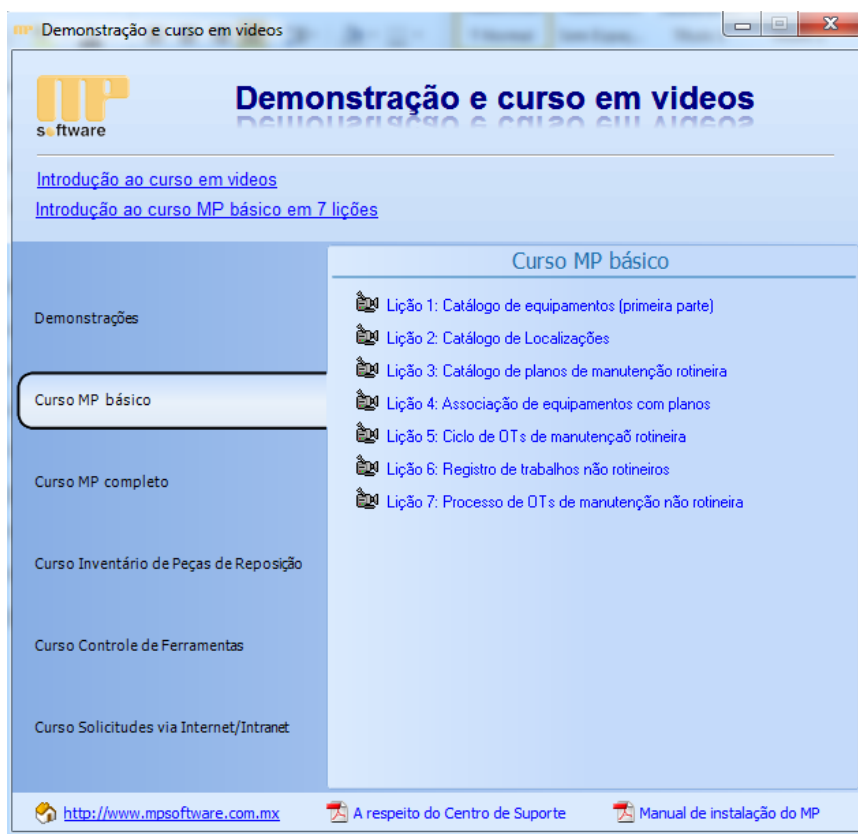 Demonstração e curso em videos
MP
software
Demonstração e curso em videos
Introdução ao curso em videos
Introdução ao curso MP básico em 7 lições
Demonstrações
Curso MP básico
Curso MP completo
Curso Inventário de Peças de Reposição
Curso Controle de Ferramentas
Curso Solicitudes via Internet/Intranet
Curso MP básico
Lição 1: Catálogo de equipamentos (primeira parte)
Lição 2: Catálogo de Localizações
Lição 3: Catálogo de planos de manutenção rotineira
Lição 4: Associação de equipamentos com planos
Lição 5: Ciclo de OTs de manutençaõ rotineira
Lição 6: Registro de trabalhos não rotineiros
Lição 7: Processo de OTs de manutenção não rotineira
http://www.mpsoftware.com.mx
A respeito do Centro de Suporte
Manual de instalação do MP